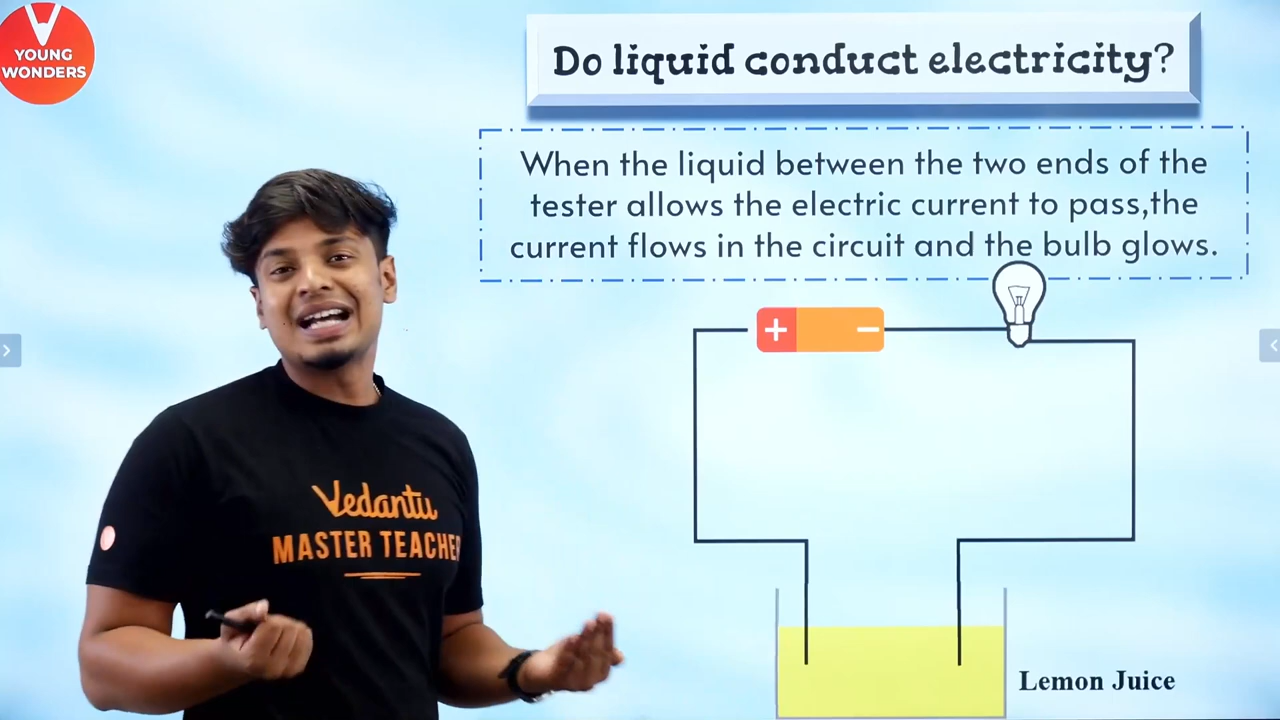 YOUNG
WONDERS
Do liquid conduct electricity?
When the liquid between the two ends of the
tester allows the electric current to pass,the
current flows in the circuit and the bulb glows.
+
−
Vedantu
MASTER TEACHER
Lemon Juice